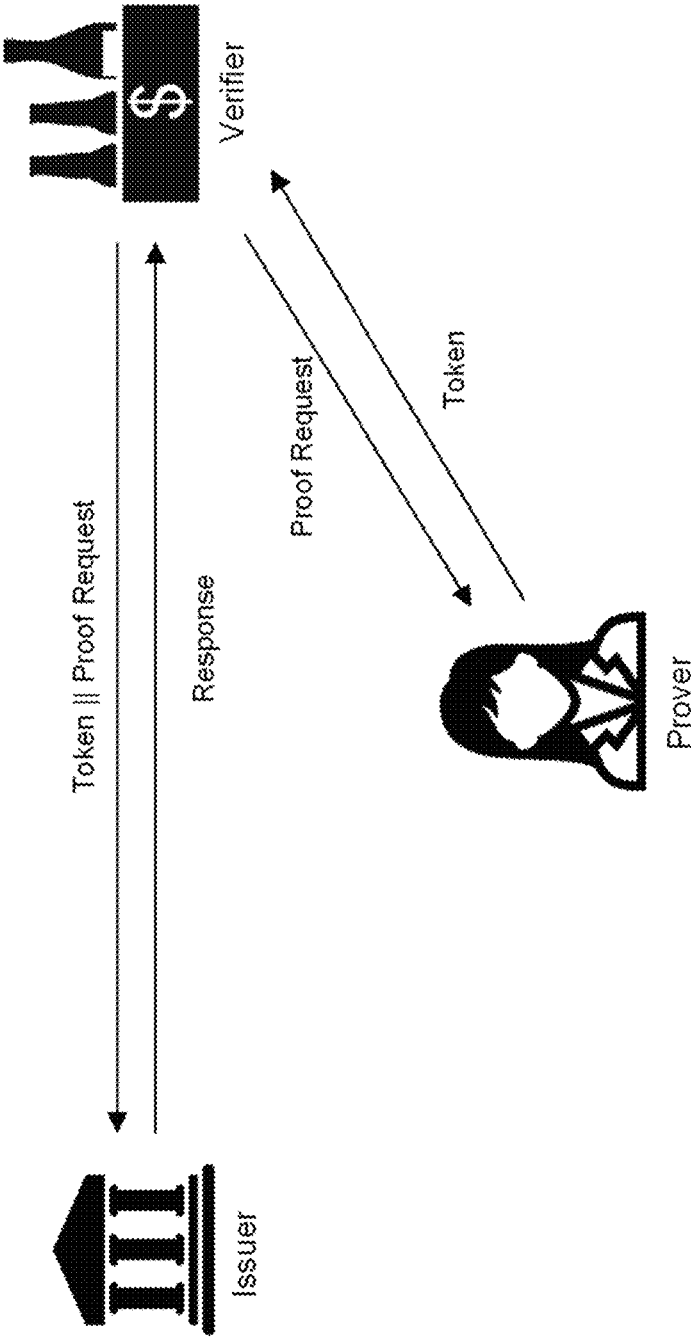 Token || Proof Request
Response
Issuer
Verifier
$
Proof Request
Token
Prover